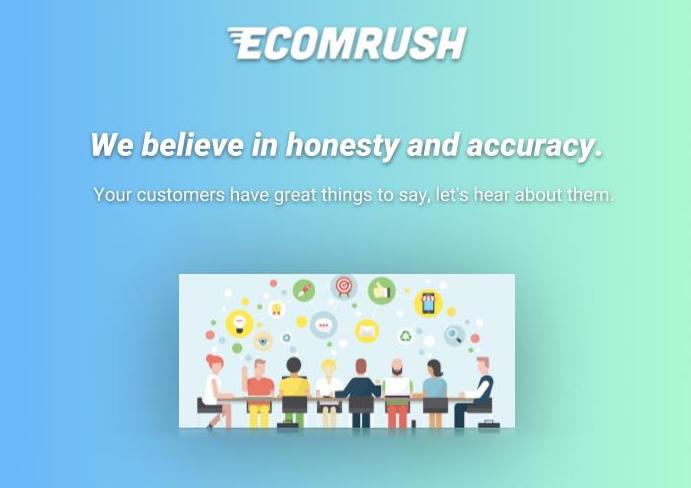 ECOMRUSH
We believe in honesty and accuracy.
Your customers have great things to say, let's hear about them.